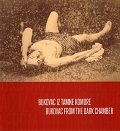 BUKOVAC IZ TAMNE KOMORE
BUKOVAC FROM THE DARK CHAMBER